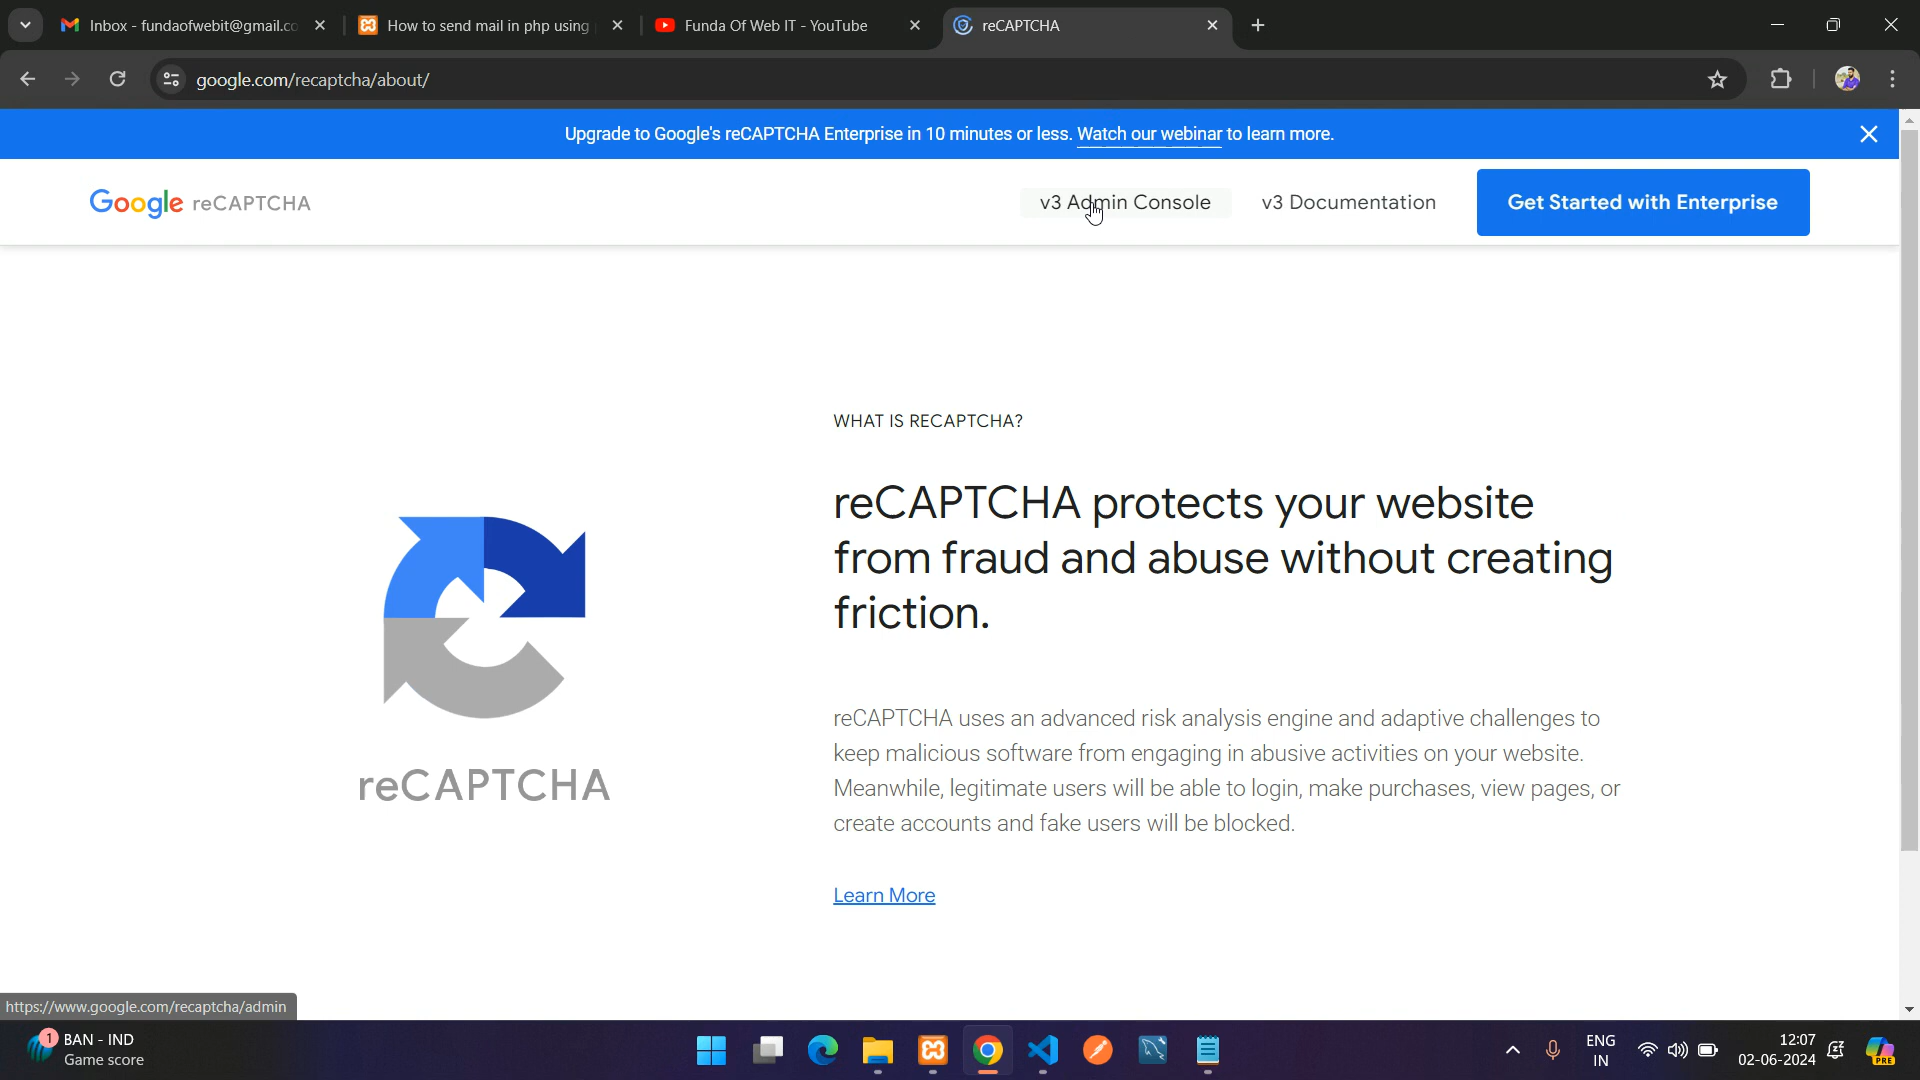 Inbox - fundaofwebit@gmail.co
How to send mail in php using
Funda Of Web IT - YouTube
reCAPTCHA
google.com/recaptcha/about/
Upgrade to Google's reCAPTCHA Enterprise in 10 minutes or less. Watch our webinar to learn more.
Google reCAPTCHA
v3 Admin Console
v3 Documentation
Get Started with Enterprise
WHAT IS RECAPTCHA?
reCAPTCHA protects your website
from fraud and abuse without creating
friction.
reCAPTCHA
reCAPTCHA uses an advanced risk analysis engine and adaptive challenges to
keep malicious software from engaging in abusive activities on your website.
Meanwhile, legitimate users will be able to login, make purchases, view pages, or
create accounts and fake users will be blocked.
Learn More
https://www.google.com/recaptcha/admin
1
BAN - IND
Game score
ENG
IN
12:07
02-06-2024
PRE